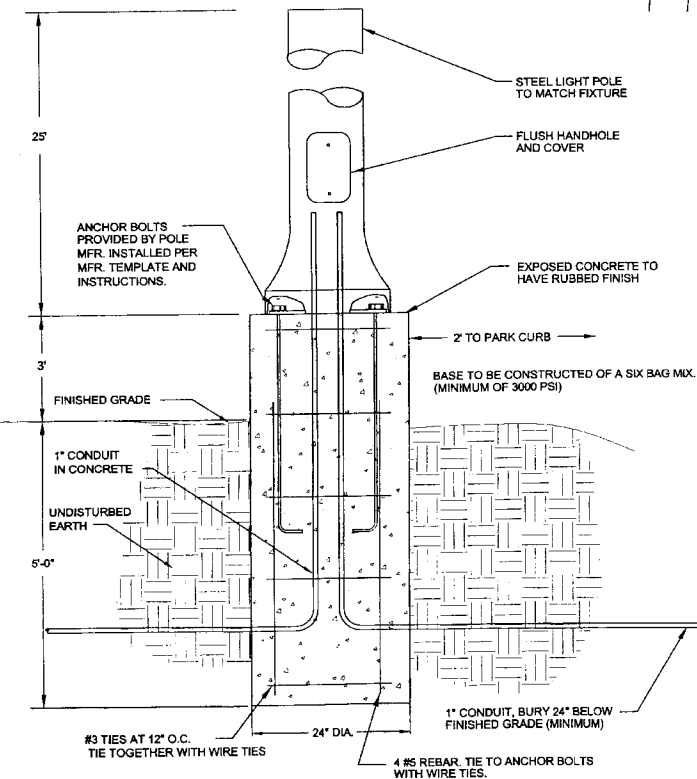 STEEL LIGHT POLE
TO MATCH FIXTURE
25'
FLUSH HANDHOLE
AND COVER
ANCHOR BOLTS
PROVIDED BY POLE
MFR. INSTALLED PER
MFR. TEMPLATE AND
INSTRUCTIONS.
EXPOSED CONCRETE TO
HAVE RUBBED FINISH
2' TO PARK CURB
3'
BASE TO BE CONSTRUCTED OF A SIX BAG MIX.
(MINIMUM OF 3000 PSI)
FINISHED GRADE
1" CONDUIT
IN CONCRETE
UNDISTURBED
EARTH
5'-0"
1" CONDUIT, BURY 24" BELOW
FINISHED GRADE (MINIMUM)
24" DIA.
#3 TIES AT 12" O.C.
TIE TOGETHER WITH WIRE TIES
4 #5 REBAR. TIE TO ANCHOR BOLTS
WITH WIRE TIES.